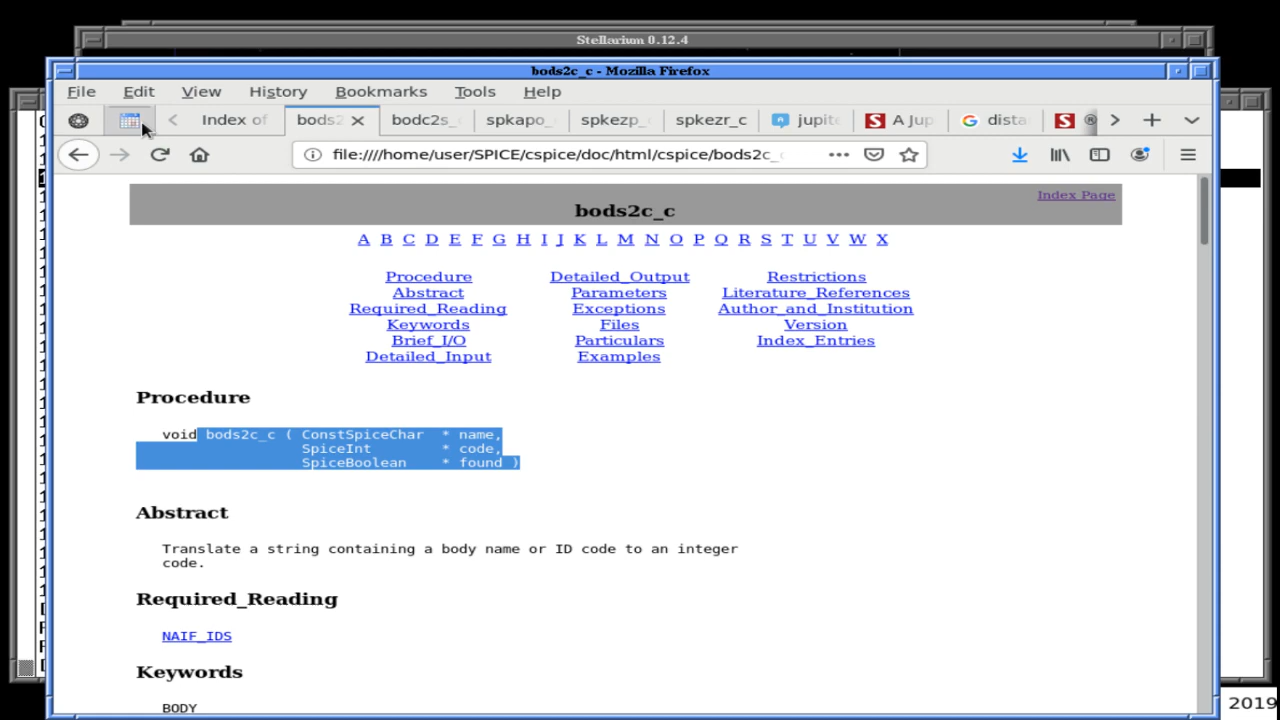 Stellarium 0.12.4
bods2c_c - Mozilla Firefox
File Edit View History Bookmarks Tools Help
Index of bods2 bodc2s_ spkapo_ spkezp_ spkezr_c jupi A Jup dista
file:///home/user/SPICE/cspice/doc/html/cspice/bods2c_
Index Page
bods2c_c
A B C D E F G H I J K L M N O P Q R S T U V W X
Procedure Detailed_Output Restrictions
Abstract Parameters Literature_References
Required_Reading Exceptions Author_and_Institution
Keywords Files Version
Brief_I/O Particulars Index_Entries
Detailed_Input Examples
Procedure
void bods2c_c ( ConstSpiceChar * name,
SpiceInt * code,
SpiceBoolean * found )
Abstract
Translate a string containing a body name or ID code to an integer
code.
Required_Reading
NAIF_IDS
Keywords
BODY
2019